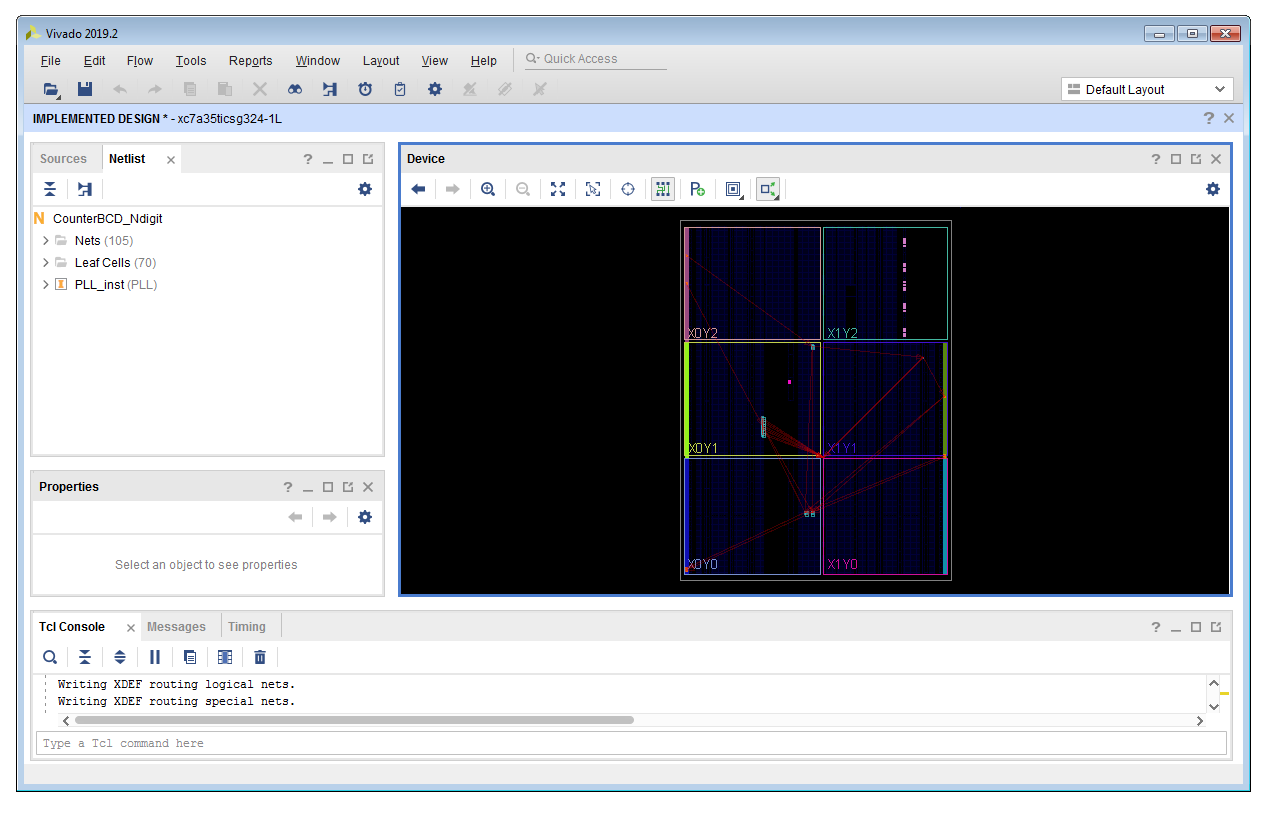 Vivado 2019.2
File Edit Flow Tools Reports Window Layout View Help Quick Access
Default Layout
IMPLEMENTED DESIGN * - xc7a35ticsg324-1L
Sources Netlist
CounterBCD_Ndigit
Nets (105)
Leaf Cells (70)
PLL_inst (PLL)
Properties
Select an object to see properties
Device
X0Y2 X1Y2
X0Y1 X1Y1
X0Y0 X1Y0
Tcl Console Messages Timing
Writing XDEF routing logical nets.
Writing XDEF routing special nets.
Type a Tcl command here